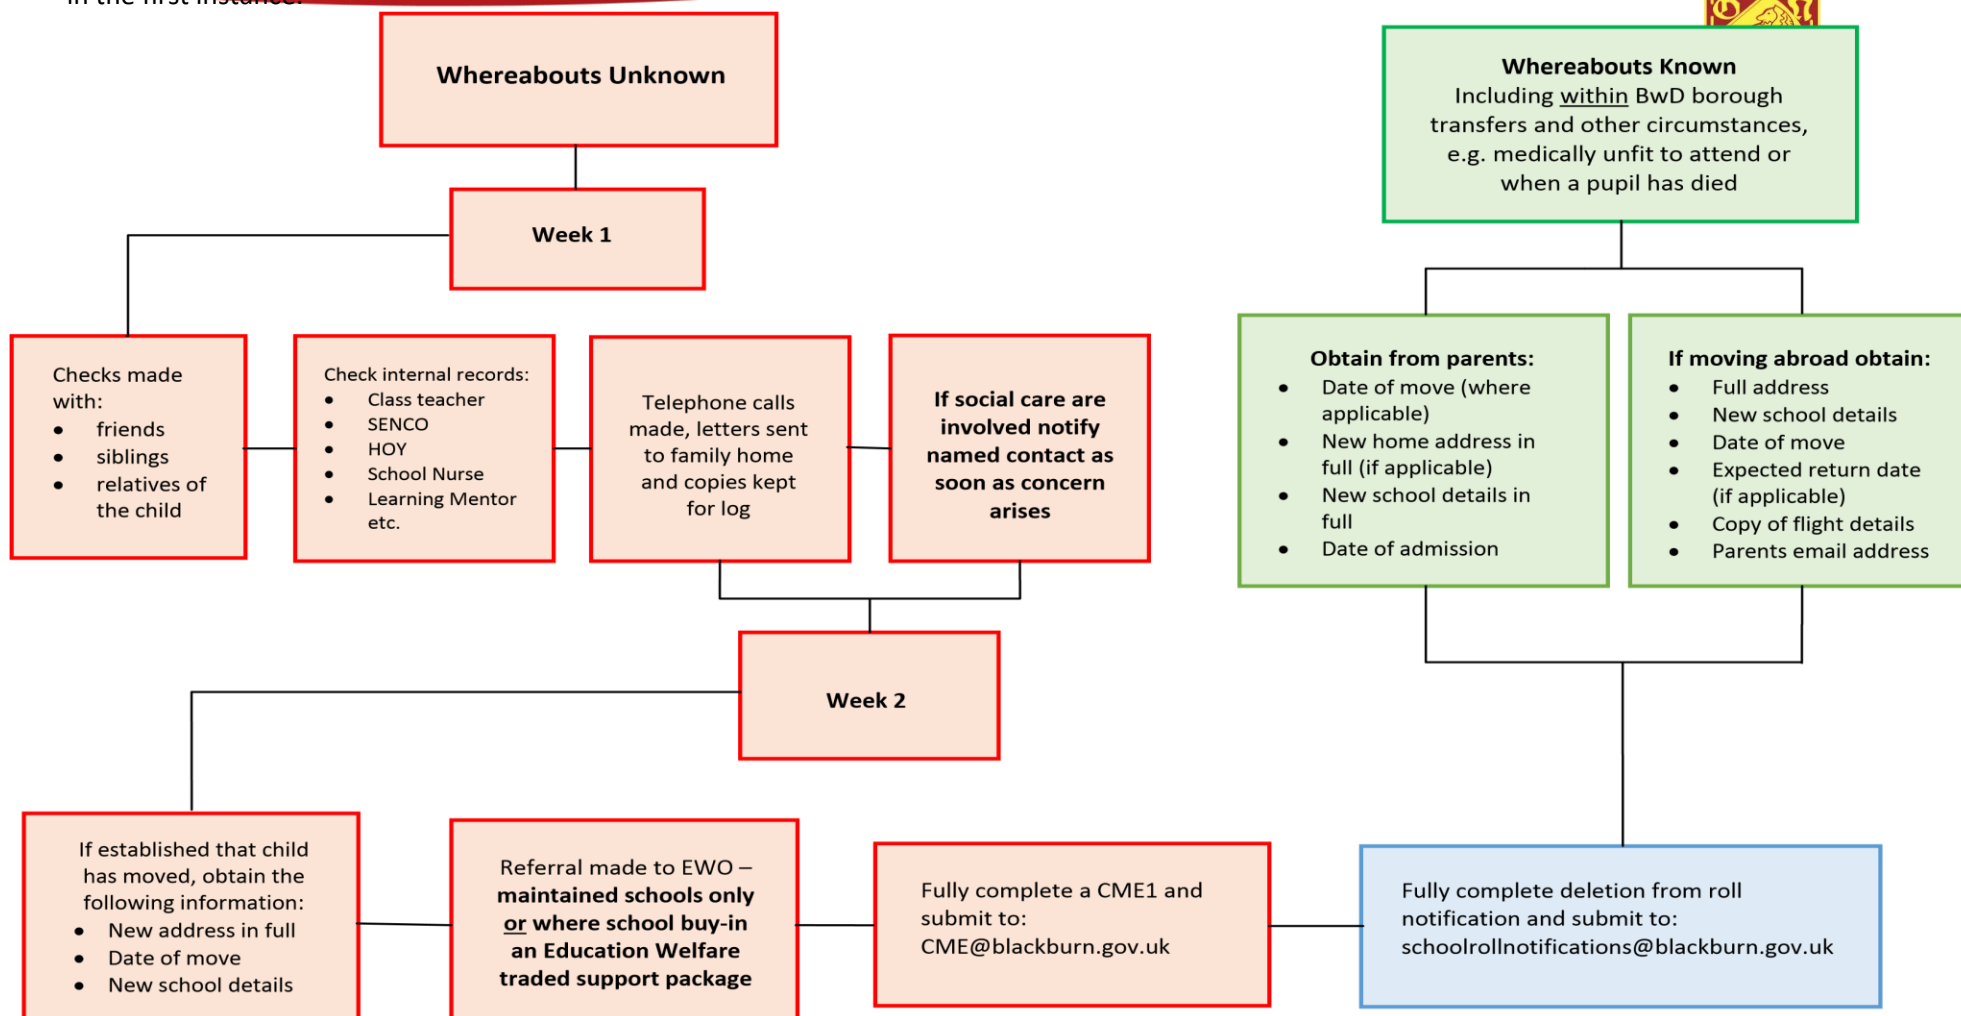 in the first instance.
Whereabouts Unknown
Whereabouts Known
Including within BwD borough
transfers and other circumstances,
e.g. medically unfit to attend or
when a pupil has died
Week 1
Checks made
with:
• friends
• siblings
• relatives of
the child
Check internal records:
• Class teacher
• SENCO
• HOY
• School Nurse
• Learning Mentor
etc.
Telephone calls
made, letters sent
to family home
and copies kept
for log
If social care are
involved notify
named contact as
soon as concern
arises
Obtain from parents:
• Date of move (where
applicable)
• New home address in
full (if applicable)
• New school details in
full
• Date of admission
If moving abroad obtain:
• Full address
• New school details
• Date of move
• Expected return date
(if applicable)
• Copy of flight details
• Parents email address
Week 2
If established that child
has moved, obtain the
following information:
• New address in full
• Date of move
• New school details
Referral made to EWO –
maintained schools only
or where school buy-in
an Education Welfare
traded support package
Fully complete a CME1 and
submit to:
CME@blackburn.gov.uk
Fully complete deletion from roll
notification and submit to:
schoolrollnotifications@blackburn.gov.uk